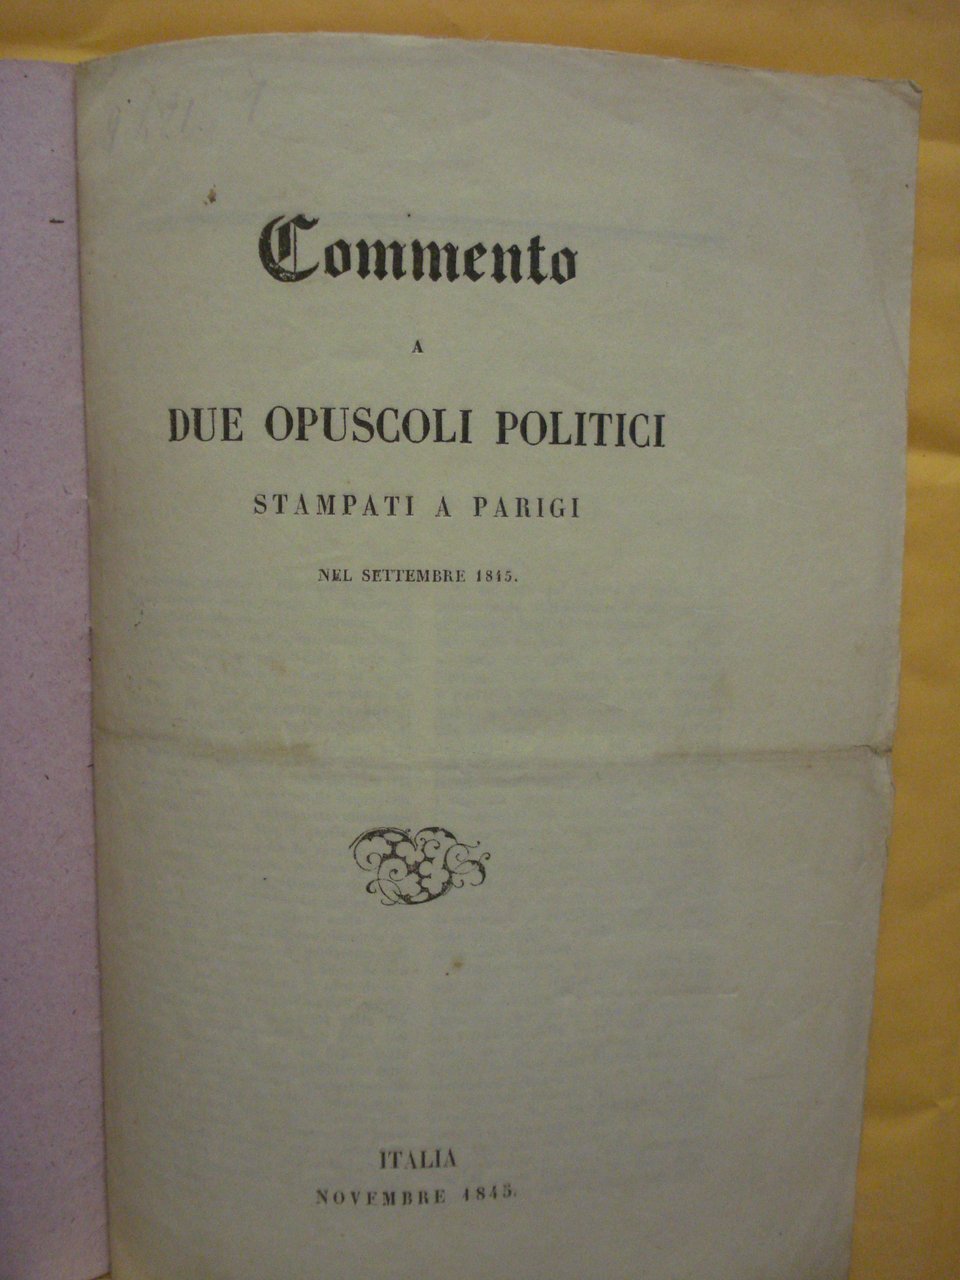 Commento
A
DUE OPUSCOLI POLITICI
STAMPATI A PARIGI
NEL SETTEMBRE 1845.
ITALIA
NOVEMBRE 1845.